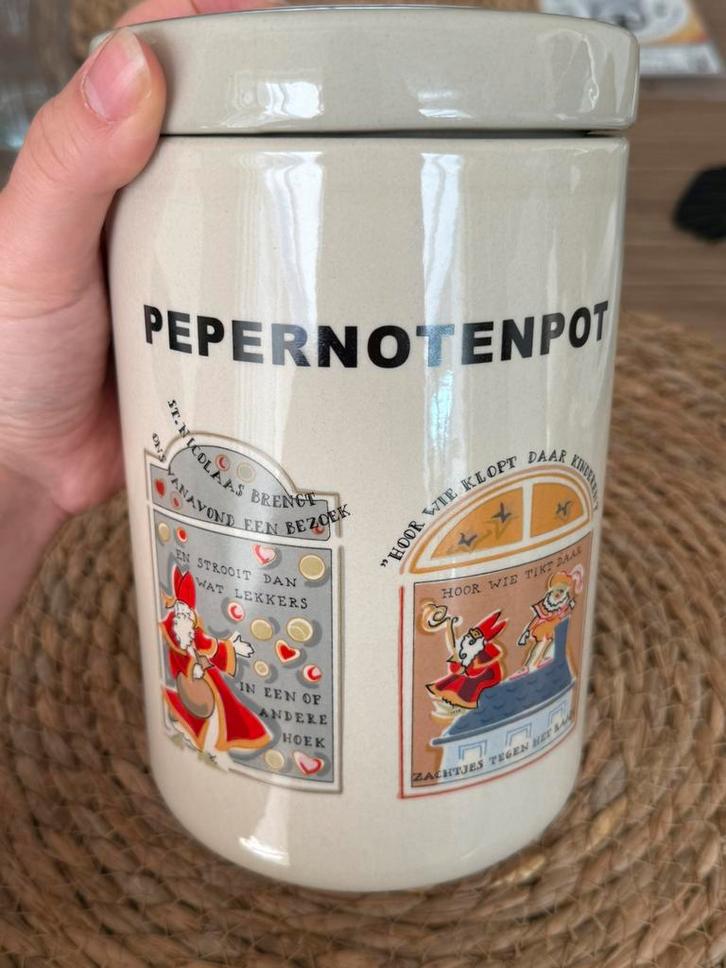 PEPERNOTENPOT
ST. NICOLAAS BRENGT
ONS VANAVOND EEN BEZOEK
EN STROOIT DAN
WAT LEKKERS
IN EEN OF
ANDERE
HOEK
"HOOR WIE KLOPT DAAR KINDEREN
HOOR WIE TIKT DAAR
ZACHTJES TEGEN HET RAAM